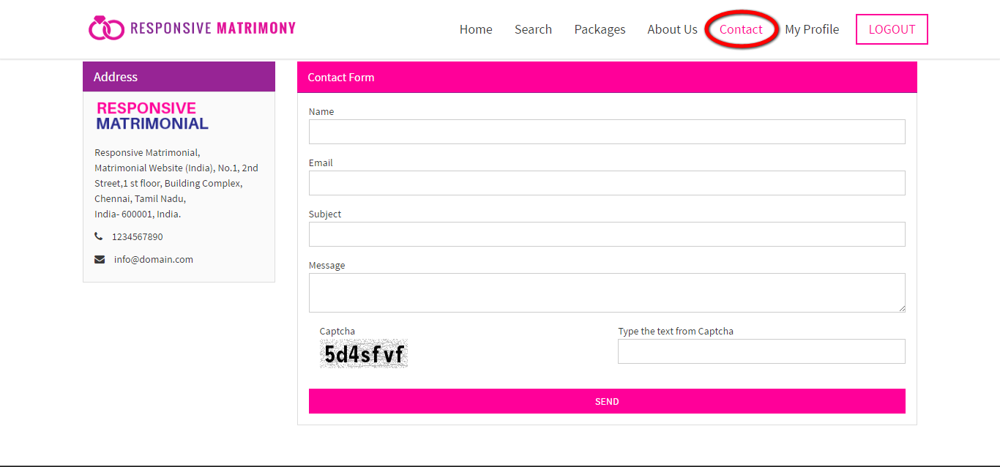 RESPONSIVE MATRIMONY
Home Search Packages About Us Contact My Profile LOGOUT
Address
RESPONSIVE
MATRIMONIAL
Responsive Matrimonial,
Matrimonial Website (India), No.1, 2nd
Street,1 st floor, Building Complex,
Chennai, Tamil Nadu,
India- 600001, India.
1234567890
info@domain.com
Contact Form
Name
Email
Subject
Message
Captcha
5d4sfvf
Type the text from Captcha
SEND